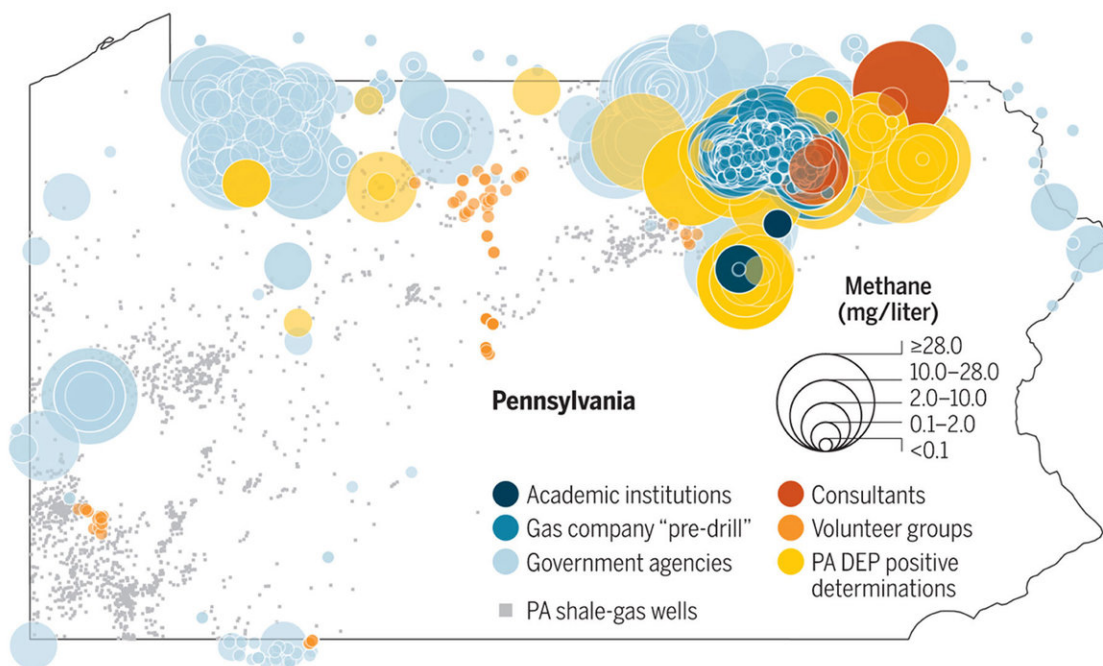 Methane
(mg/liter)
≥28.0
10.0–28.0
2.0–10.0
0.1–2.0
<0.1
Pennsylvania
Academic institutions
Gas company “pre-drill”
Government agencies
PA shale-gas wells
Consultants
Volunteer groups
PA DEP positive
determinations